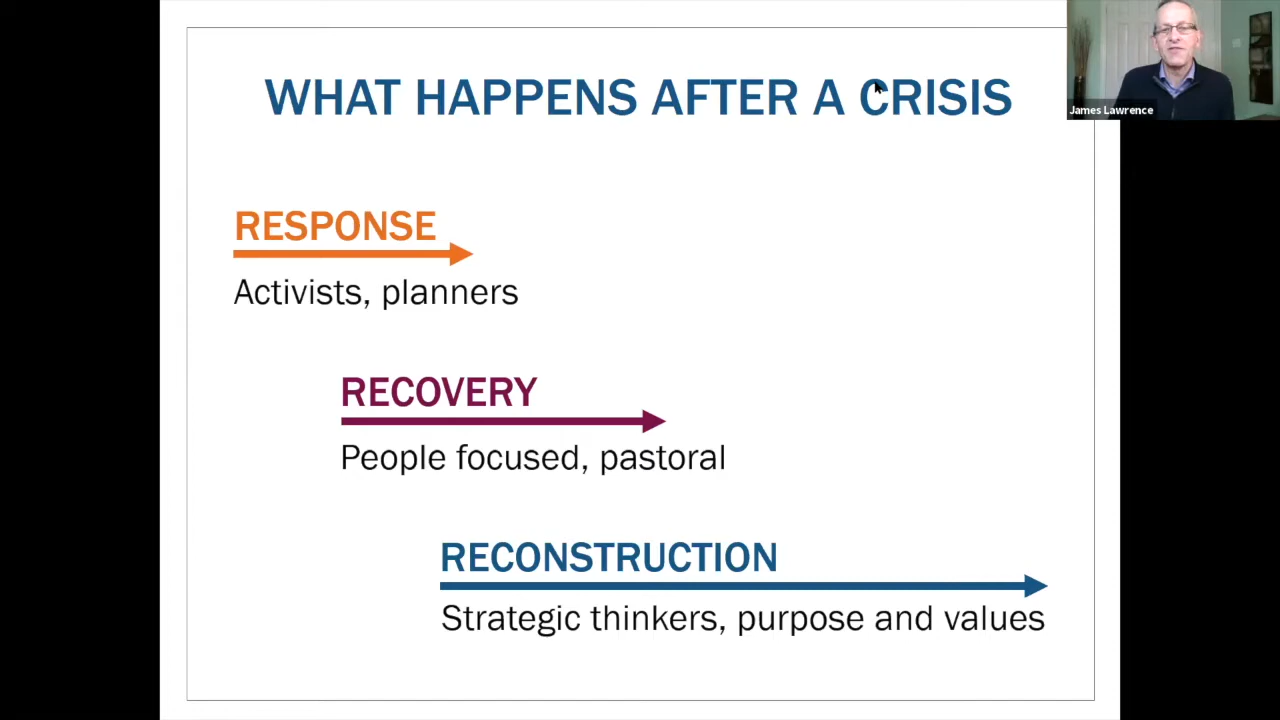 WHAT HAPPENS AFTER A CRISIS
James Lawrence
RESPONSE
Activists, planners
RECOVERY
People focused, pastoral
RECONSTRUCTION
Strategic thinkers, purpose and values